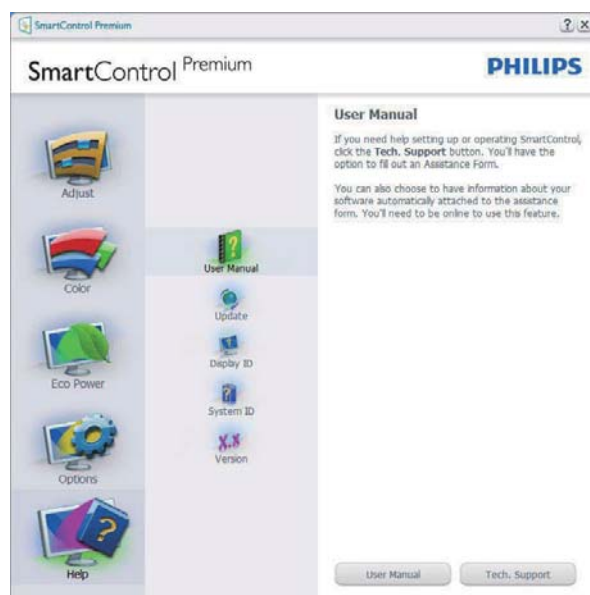 SmartControl Premium
? x
SmartControl Premium
PHILIPS
Adjust
Color
Eco Power
Options
Help
User Manual
Update
Display ID
System ID
X.x
Version
User Manual
If you need help setting up or operating SmartControl,
click the Tech. Support button. You'll have the
option to fill out an Assistance Form.
You can also choose to have information about your
software automatically attached to the assistance
form. You'll need to be online to use this feature.
User Manual
Tech. Support